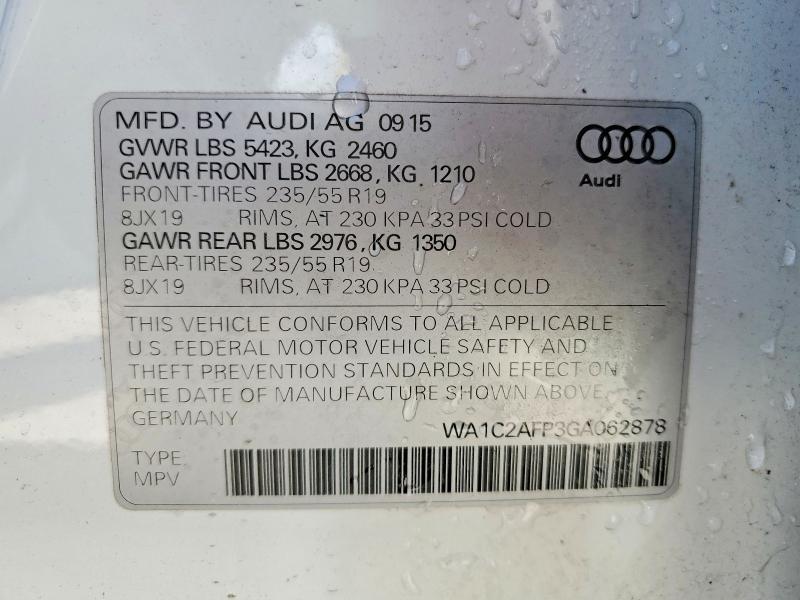 MFD. BY AUDI AG 09 15
GVWR LBS 5423, KG 2460
GAWR FRONT LBS 2668, KG 1210
FRONT-TIRES 235/55 R19
8JX19 RIMS, AT 230 KPA 33 PSI COLD
GAWR REAR LBS 2976, KG 1350
REAR-TIRES 235/55 R19
8JX19 RIMS, AT 230 KPA 33 PSI COLD
Audi
THIS VEHICLE CONFORMS TO ALL APPLICABLE
U.S. FEDERAL MOTOR VEHICLE SAFETY AND
THEFT PREVENTION STANDARDS IN EFFECT ON
THE DATE OF MANUFACTURE SHOWN ABOVE.
GERMANY
WA1C2AFP3GA062878
TYPE
MPV